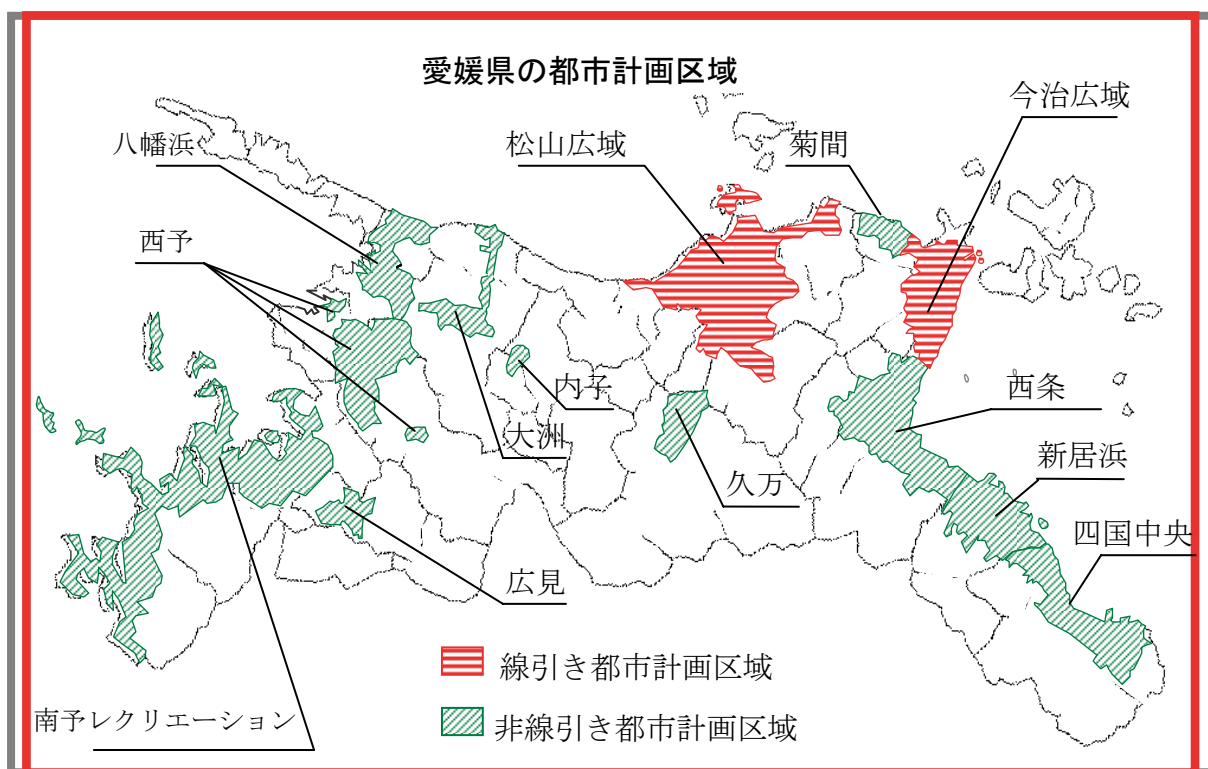 愛媛県の都市計画区域
今治広域
八幡浜
松山広域
菊間
西予
内子
西条
大洲
新居浜
久万
四国中央
広見
線引き都市計画区域
南予レクリエーション
非線引き都市計画区域